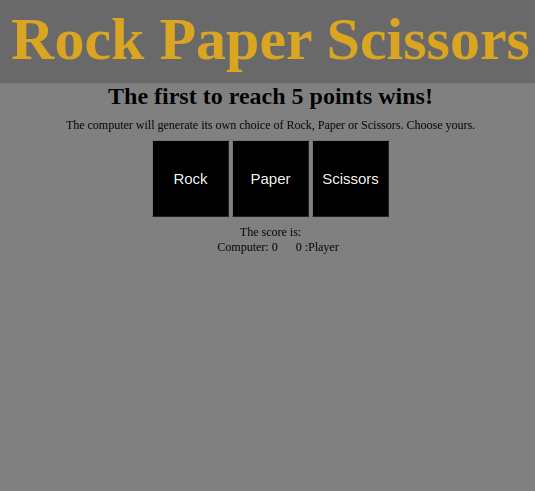 Rock Paper Scissors
The first to reach 5 points wins!
The computer will generate its own choice of Rock, Paper or Scissors. Choose yours.
Rock Paper Scissors
The score is:
Computer: 0 0 :Player